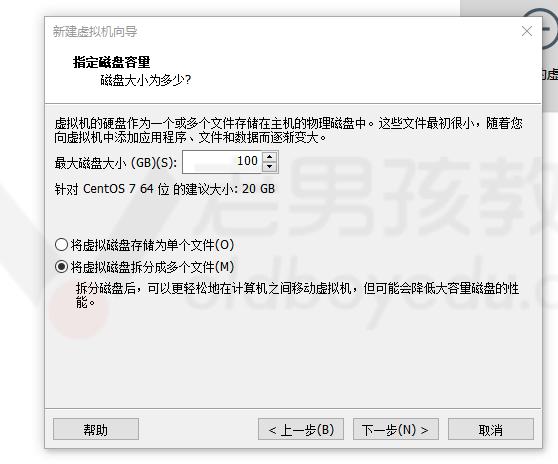 新建虚拟机向导
指定磁盘容量
磁盘大小为多少?
虚拟机的硬盘作为一个或多个文件存储在主机的物理磁盘中。这些文件最初很小，随着您
向虚拟机中添加应用程序、文件和数据而逐渐变大。
最大磁盘大小 (GB)(S): 100
针对 CentOS 7 64 位 的建议大小: 20 GB
将虚拟磁盘存储为单个文件(O)
将虚拟磁盘拆分成多个文件(M)
拆分磁盘后，可以更轻松地在计算机之间移动虚拟机，但可能会降低大容量磁盘的性
能。
帮助 < 上一步(B) 下一步(N) > 取消
的虚
老男孩教
oldboyedu.c